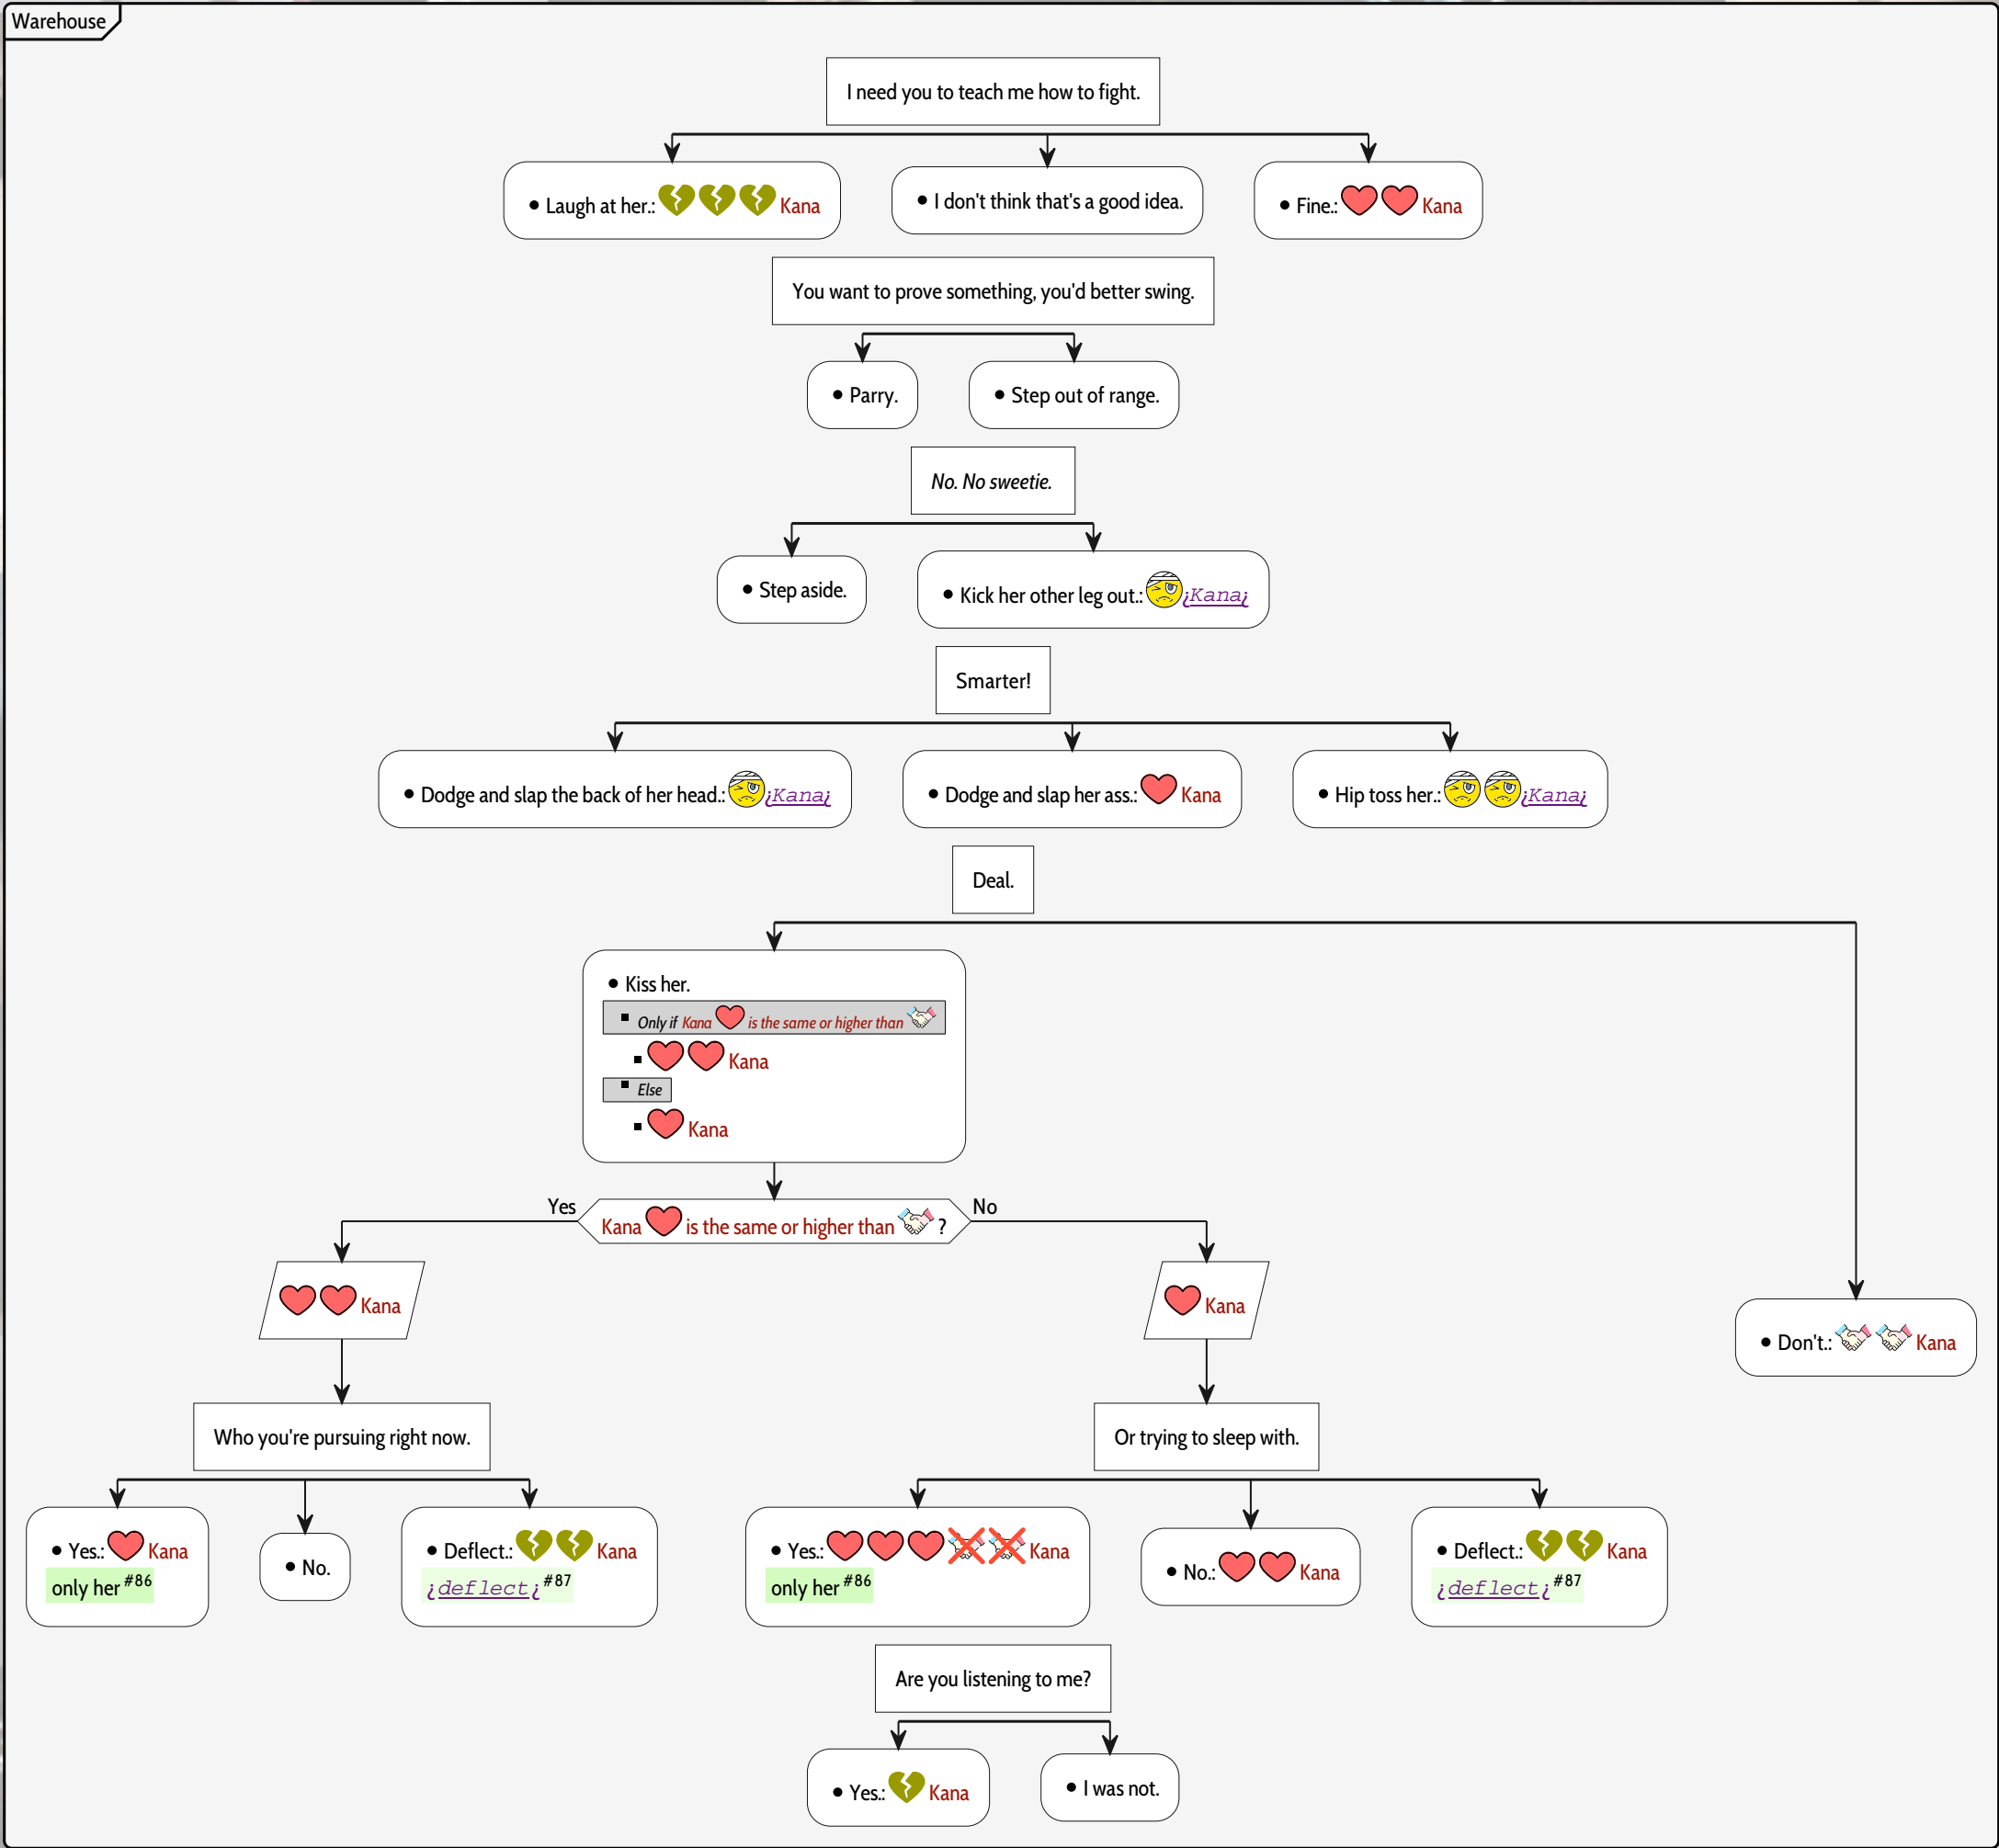 Warehouse
I need you to teach me how to fight.
• Laugh at her.: Kana
• I don't think that's a good idea.
• Fine.: Kana
You want to prove something, you'd better swing.
• Parry.
• Step out of range.
No. No sweetie.
• Step aside.
• Kick her other leg out.: ¿Kana¿
Smarter!
• Dodge and slap the back of her head.: ¿Kana¿
• Dodge and slap her ass.: Kana
• Hip toss her.: ¿Kana¿
Deal.
• Kiss her.
▪ Only if Kana is the same or higher than
▪ Kana
▪ Else
▪ Kana
Yes
Kana is the same or higher than ?
No
Kana
Kana
• Don't.: Kana
Who you're pursuing right now.
Or trying to sleep with.
• Yes.: Kana
only her #86
• No.
• Deflect.: Kana
¿deflect¿ #87
• Yes.: Kana
only her #86
• No.: Kana
• Deflect.: Kana
¿deflect¿ #87
Are you listening to me?
• Yes.: Kana
• I was not.